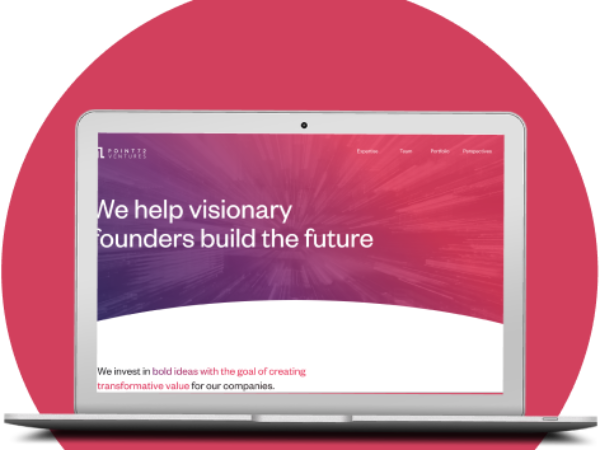 POINT72
VENTURES
Expertise Team Portfolio Perspectives
We help visionary
founders build the future
We invest in bold ideas with the goal of creating
transformative value for our companies.